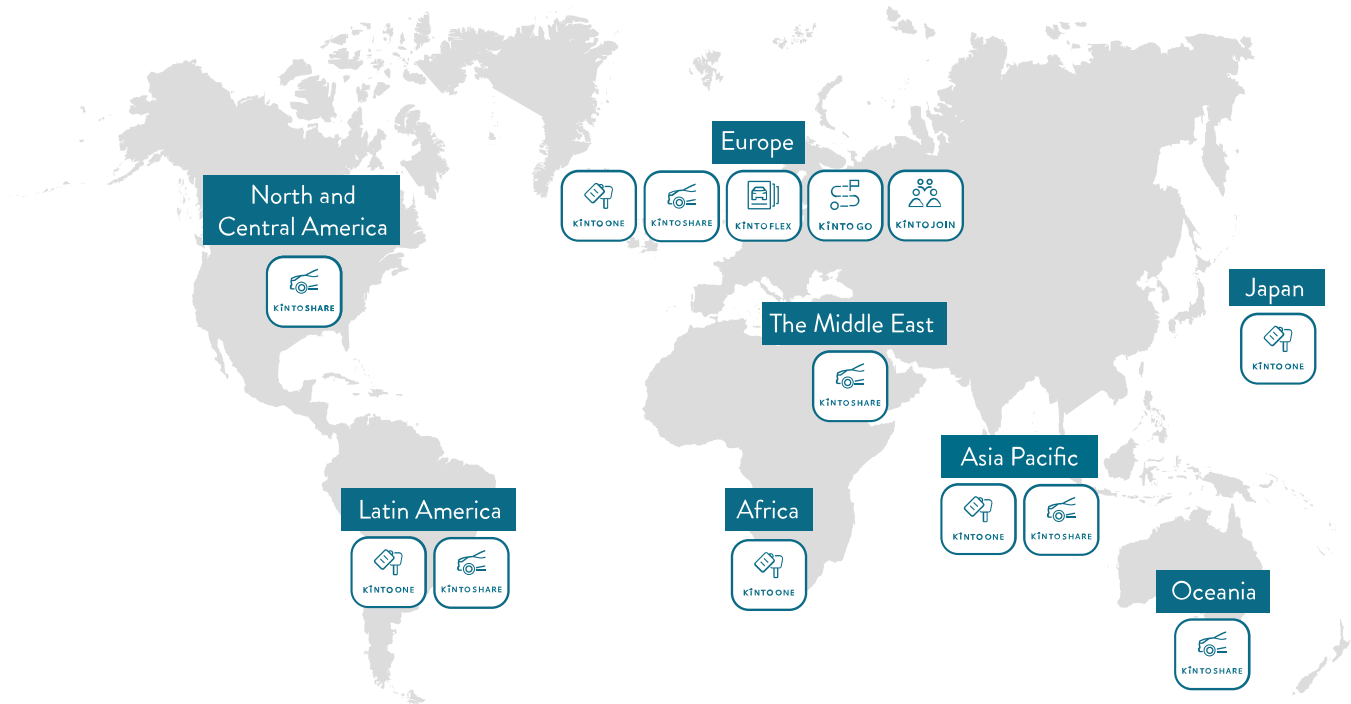 Europe
KINTO ONE
KINTO SHARE
KINTO FLEX
KINTO GO
KINTO JOIN
North and
Central America
KINTO SHARE
Japan
KINTO ONE
The Middle East
KINTO SHARE
Asia Pacific
KINTO ONE
KINTO SHARE
Latin America
KINTO ONE
KINTO SHARE
Africa
KINTO ONE
Oceania
KINTO SHARE